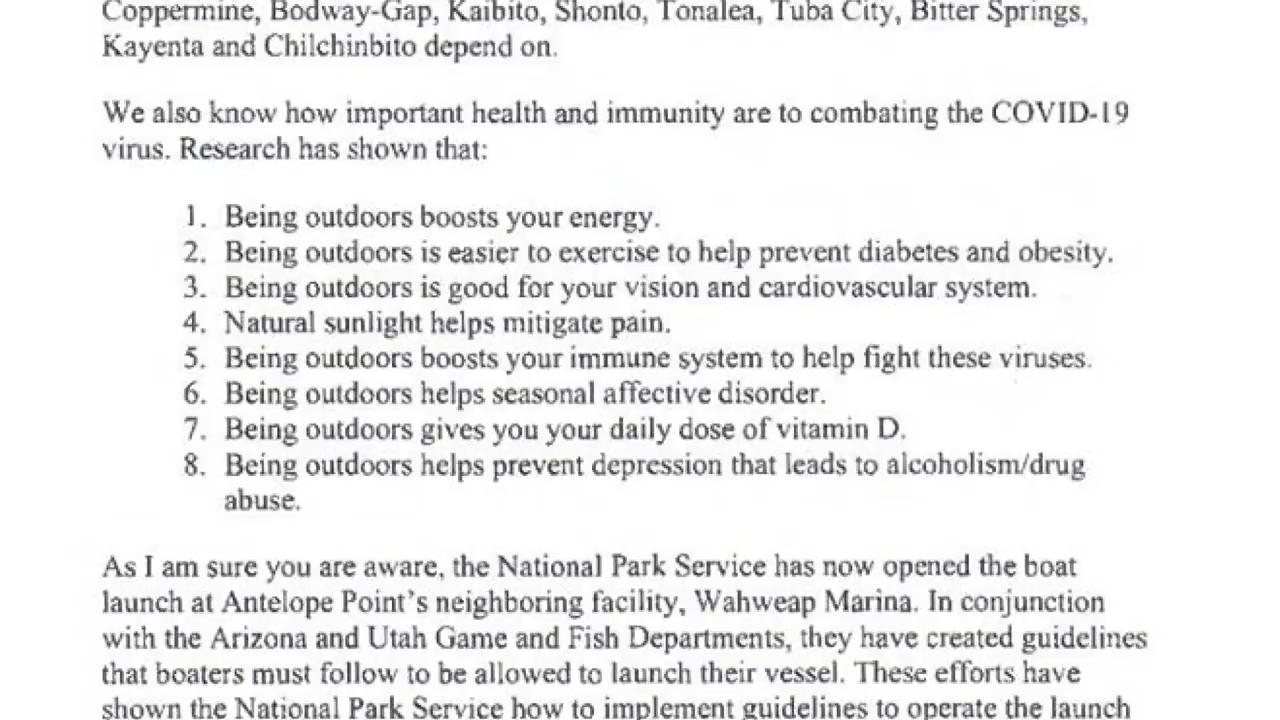 Coppermine, Bodway-Gap, Kaibito, Shonto, Tonalea, Tuba City, Bitter Springs,
Kayenta and Chilchinbito depend on.
We also know how important health and immunity are to combating the COVID-19
virus. Research has shown that:
1. Being outdoors boosts your energy.
2. Being outdoors is easier to exercise to help prevent diabetes and obesity.
3. Being outdoors is good for your vision and cardiovascular system.
4. Natural sunlight helps mitigate pain.
5. Being outdoors boosts your immune system to help fight these viruses.
6. Being outdoors helps seasonal affective disorder.
7. Being outdoors gives you your daily dose of vitamin D.
8. Being outdoors helps prevent depression that leads to alcoholism/drug
abuse.
As I am sure you are aware, the National Park Service has now opened the boat
launch at Antelope Point's neighboring facility, Wahweap Marina. In conjunction
with the Arizona and Utah Game and Fish Departments, they have created guidelines
that boaters must follow to be allowed to launch their vessel. These efforts have
shown the National Park Service how to implement guidelines to operate the launch